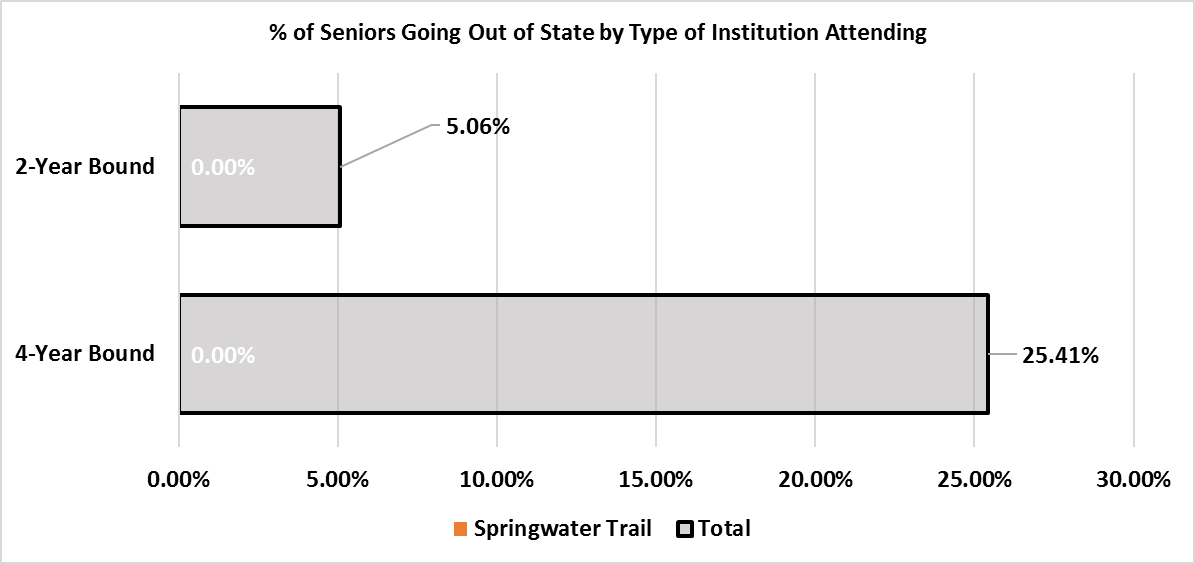 % of Seniors Going Out of State by Type of Institution Attending
2-Year Bound
0.00%
5.06%
4-Year Bound
0.00%
25.41%
0.00% 5.00% 10.00% 15.00% 20.00% 25.00% 30.00%
Springwater Trail Total